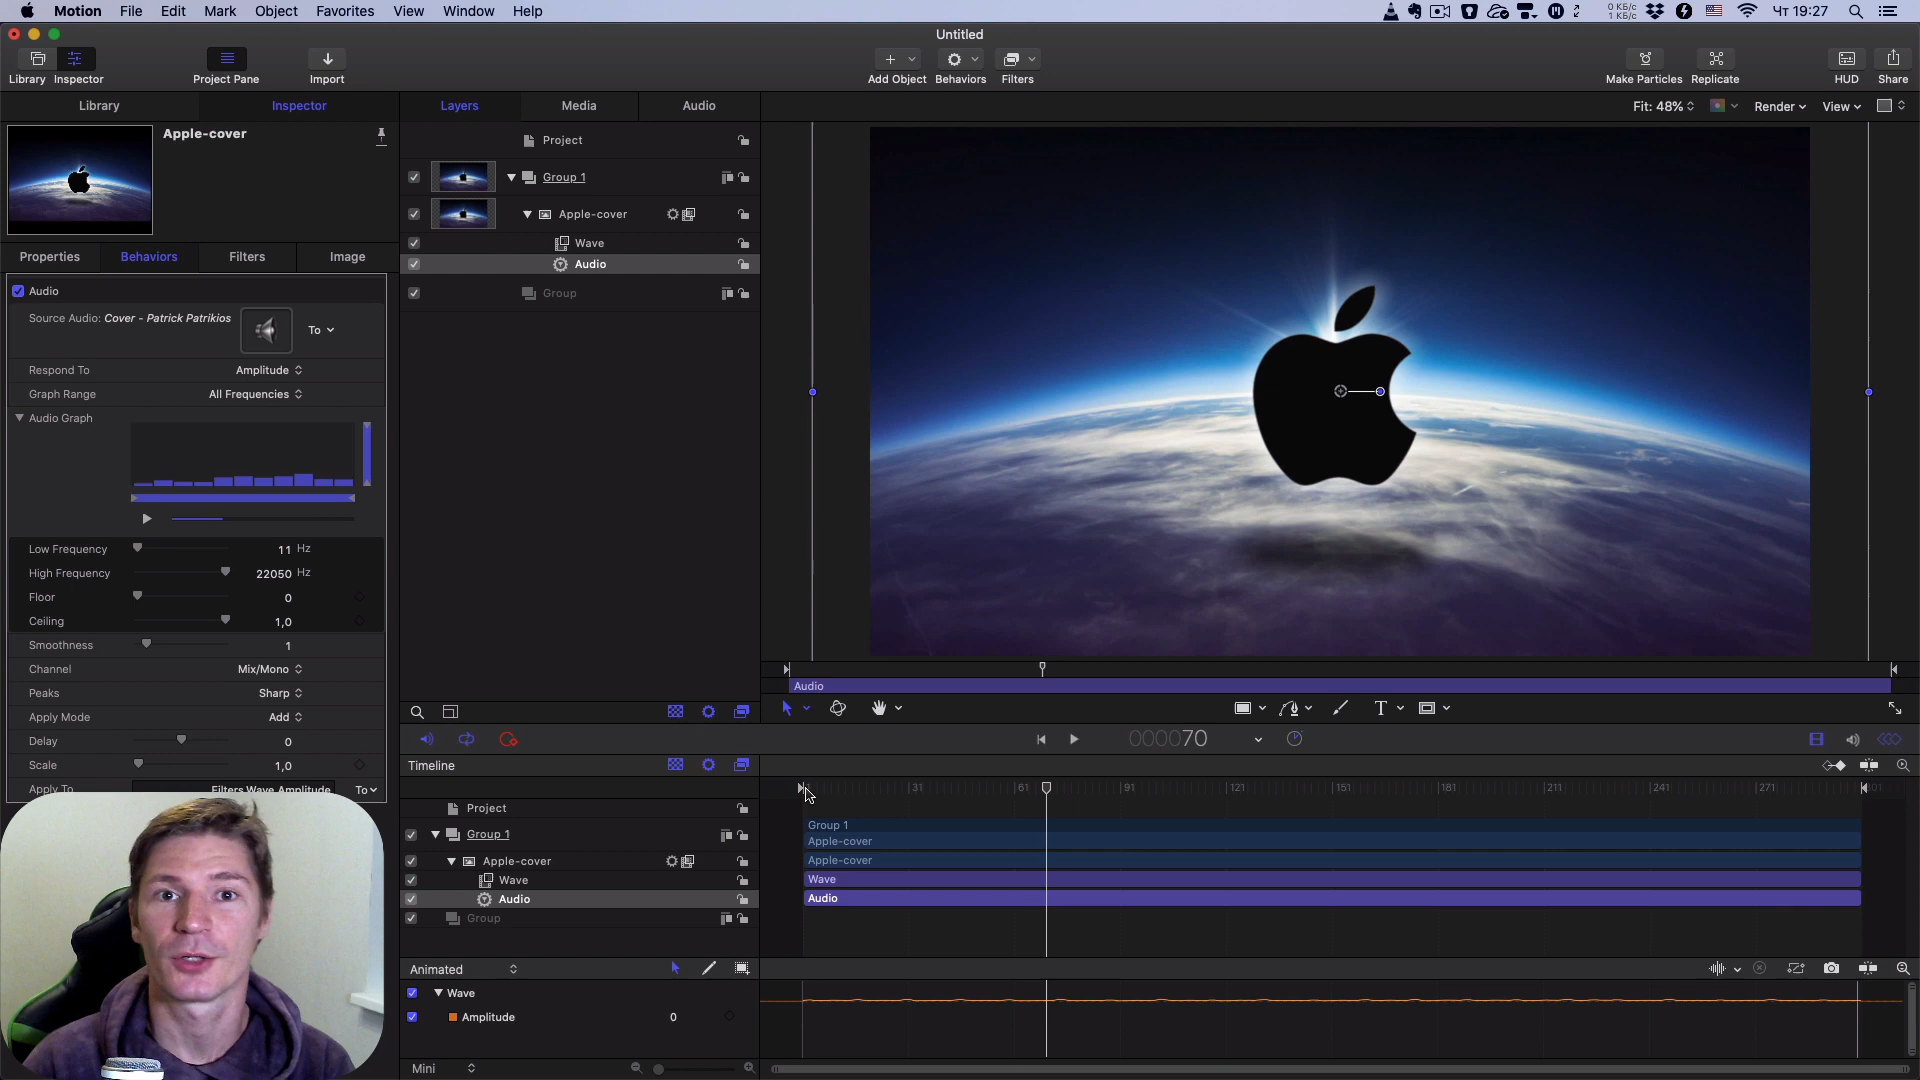 Motion File Edit Mark Object Favorites View Window Help
0 КБ/с
1 КБ/с
Чт 19:27
Untitled
Library Inspector Project Pane Import Add Object Behaviors Filters Make Particles Replicate HUD Share
Library Inspector Layers Media Audio Fit: 48% Render View
Apple-cover
Project
Group 1
Apple-cover
Wave
Audio
Group
Properties Behaviors Filters Image
Audio
Source Audio: Cover - Patrick Patrikios To
Respond To Amplitude
Graph Range All Frequencies
Audio Graph
Low Frequency 11 Hz
High Frequency 22050 Hz
Floor 0
Ceiling 1,0
Smoothness 1
Channel Mix/Mono
Peaks Sharp
Apply Mode Add
Delay 0
Scale 1,0
Apply To Filters.Wave.Amplitude To
Audio
000070
Timeline
31 61 91 121 151 181 211 241 271 301
Project
Group 1
Apple-cover
Wave
Audio
Group
Group 1
Apple-cover
Apple-cover
Wave
Audio
Animated
Wave
Amplitude 0
Mini